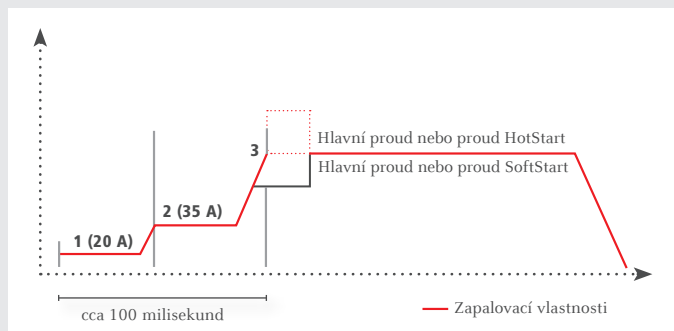 Hlavní proud nebo proud HotStart
3
Hlavní proud nebo proud SoftStart
2 (35 A)
1 (20 A)
cca 100 milisekund
Zapalovací vlastnosti